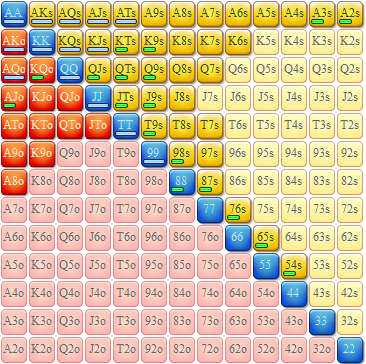 AA AKs AQs AJs ATs A9s A8s A7s A6s A5s A4s A3s A2s
AKo KK KQs KJs KTs K9s K8s K7s K6s K5s K4s K3s K2s
AQo KQo QQ QJs QTs Q9s Q8s Q7s Q6s Q5s Q4s Q3s Q2s
AJo KJo QJo JJ JTs J9s J8s J7s J6s J5s J4s J3s J2s
ATo KTo QTo JTo TT T9s T8s T7s T6s T5s T4s T3s T2s
A9o K9o Q9o J9o T9o 99 98s 97s 96s 95s 94s 93s 92s
A8o K8o Q8o J8o T8o 98o 88 87s 86s 85s 84s 83s 82s
A7o K7o Q7o J7o T7o 97o 87o 77 76s 75s 74s 73s 72s
A6o K6o Q6o J6o T6o 96o 86o 76o 66 65s 64s 63s 62s
A5o K5o Q5o J5o T5o 95o 85o 75o 65o 55 54s 53s 52s
A4o K4o Q4o J4o T4o 94o 84o 74o 64o 54o 44 43s 42s
A3o K3o Q3o J3o T3o 93o 83o 73o 63o 53o 43o 33 32s
A2o K2o Q2o J2o T2o 92o 82o 72o 62o 52o 42o 32o 22